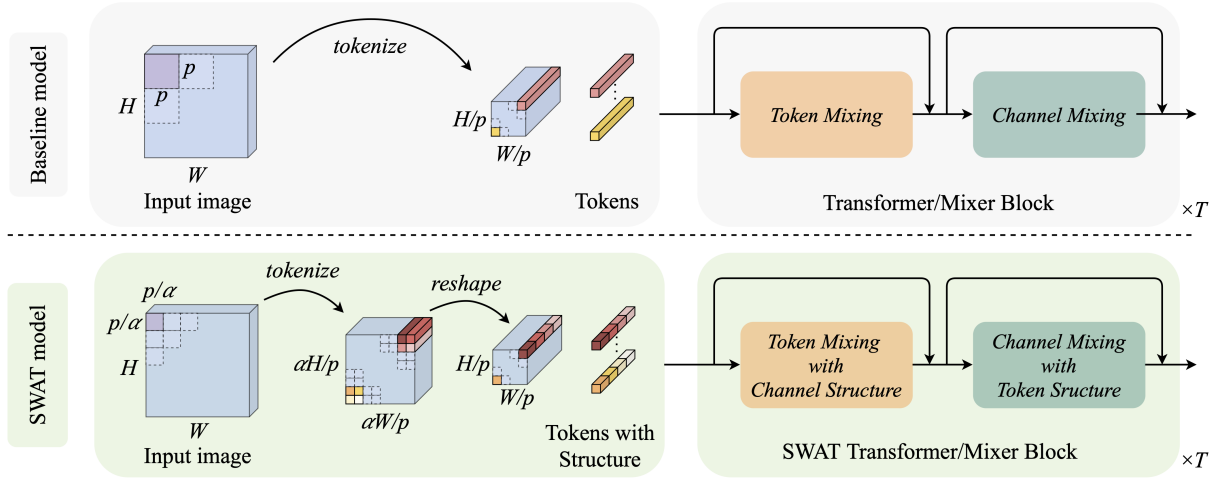 Baseline model
H
p
p
W
Input image
tokenize
H/p
W/p
Tokens
Token Mixing
Channel Mixing
Transformer/Mixer Block
×T
SWAT model
p/α
p/α
H
W
Input image
tokenize
αH/p
αW/p
reshape
H/p
W/p
Tokens with
Structure
Token Mixing
with
Channel Structure
Channel Mixing
with
Token Sructure
SWAT Transformer/Mixer Block
×T